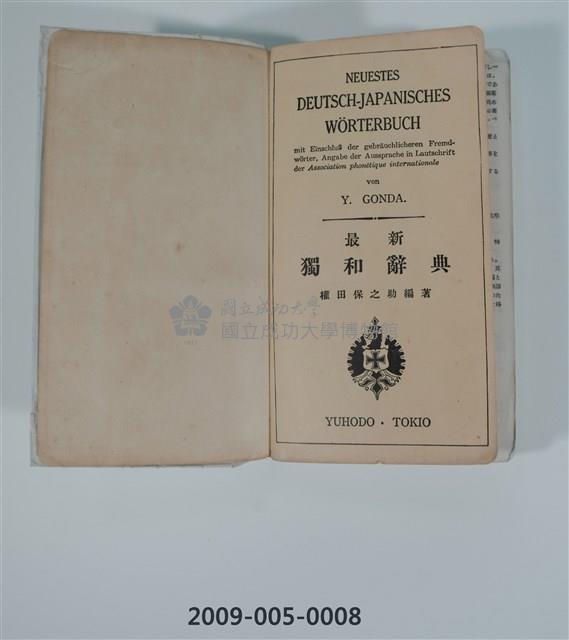 NEUESTES
DEUTSCH-JAPANISCHES
WÖRTERBUCH
mit Einschluß der gebräuchlicheren Fremd-
wörter, Angabe der Aussprache in Lautschrift
der Association phonétique internationale
von
Y. GONDA.
最新
獨和辭典
權田保之助編著
國立成功大學
國立成功大學博物館
1931
YUHODO · TOKIO
2009-005-0008